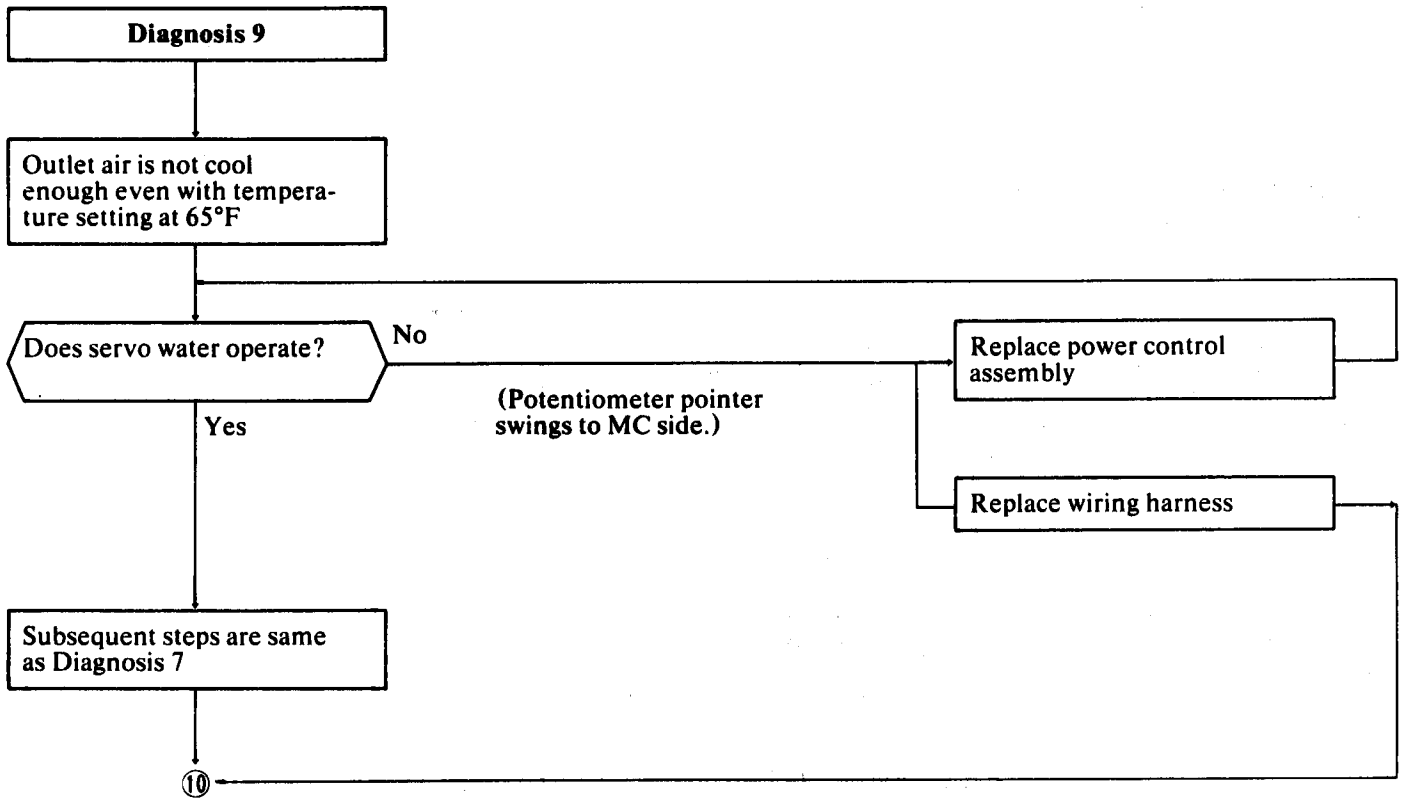 Diagnosis 9
Outlet air is not cool
enough even with tempera-
ture setting at 65°F
Does servo water operate?
No
(Potentiometer pointer
swings to MC side.)
Replace power control
assembly
Yes
Replace wiring harness
Subsequent steps are same
as Diagnosis 7
10